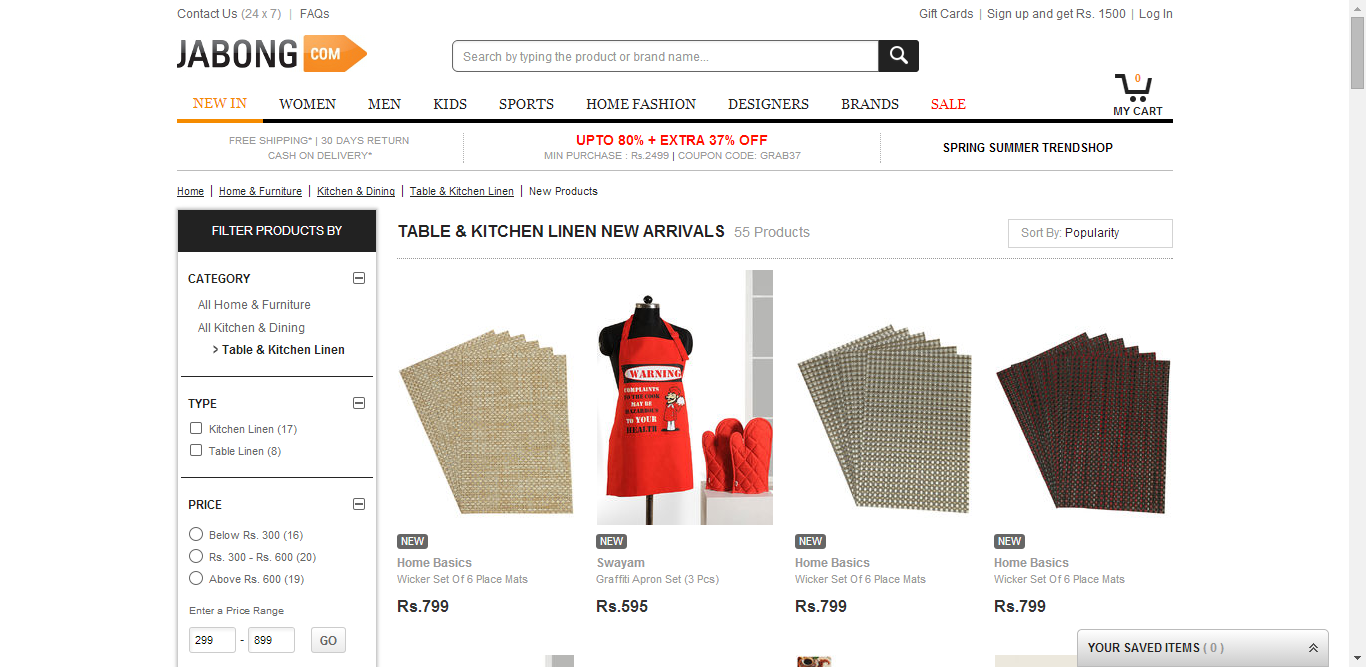 Contact Us (24 x 7) | FAQs
Gift Cards | Sign up and get Rs. 1500 | Log In
JABONG COM
Search by typing the product or brand name...
0
MY CART
NEW IN WOMEN MEN KIDS SPORTS HOME FASHION DESIGNERS BRANDS SALE
FREE SHIPPING* | 30 DAYS RETURN
CASH ON DELIVERY*
UPTO 80% + EXTRA 37% OFF
MIN PURCHASE : Rs.2499 | COUPON CODE: GRAB37
SPRING SUMMER TRENDSHOP
Home | Home & Furniture | Kitchen & Dining | Table & Kitchen Linen | New Products
FILTER PRODUCTS BY
CATEGORY
All Home & Furniture
All Kitchen & Dining
> Table & Kitchen Linen
TYPE
Kitchen Linen (17)
Table Linen (8)
PRICE
Below Rs. 300 (16)
Rs. 300 - Rs. 600 (20)
Above Rs. 600 (19)
Enter a Price Range
299 - 899 GO
TABLE & KITCHEN LINEN NEW ARRIVALS 55 Products
Sort By: Popularity
WARNING
COMPLAINTS
TO THE COOK
MAY BE
HAZARDOUS
TO YOUR
HEALTH
NEW
Home Basics
Wicker Set Of 6 Place Mats
Rs.799
NEW
Swayam
Graffiti Apron Set (3 Pcs)
Rs.595
NEW
Home Basics
Wicker Set Of 6 Place Mats
Rs.799
NEW
Home Basics
Wicker Set Of 6 Place Mats
Rs.799
YOUR SAVED ITEMS ( 0 )